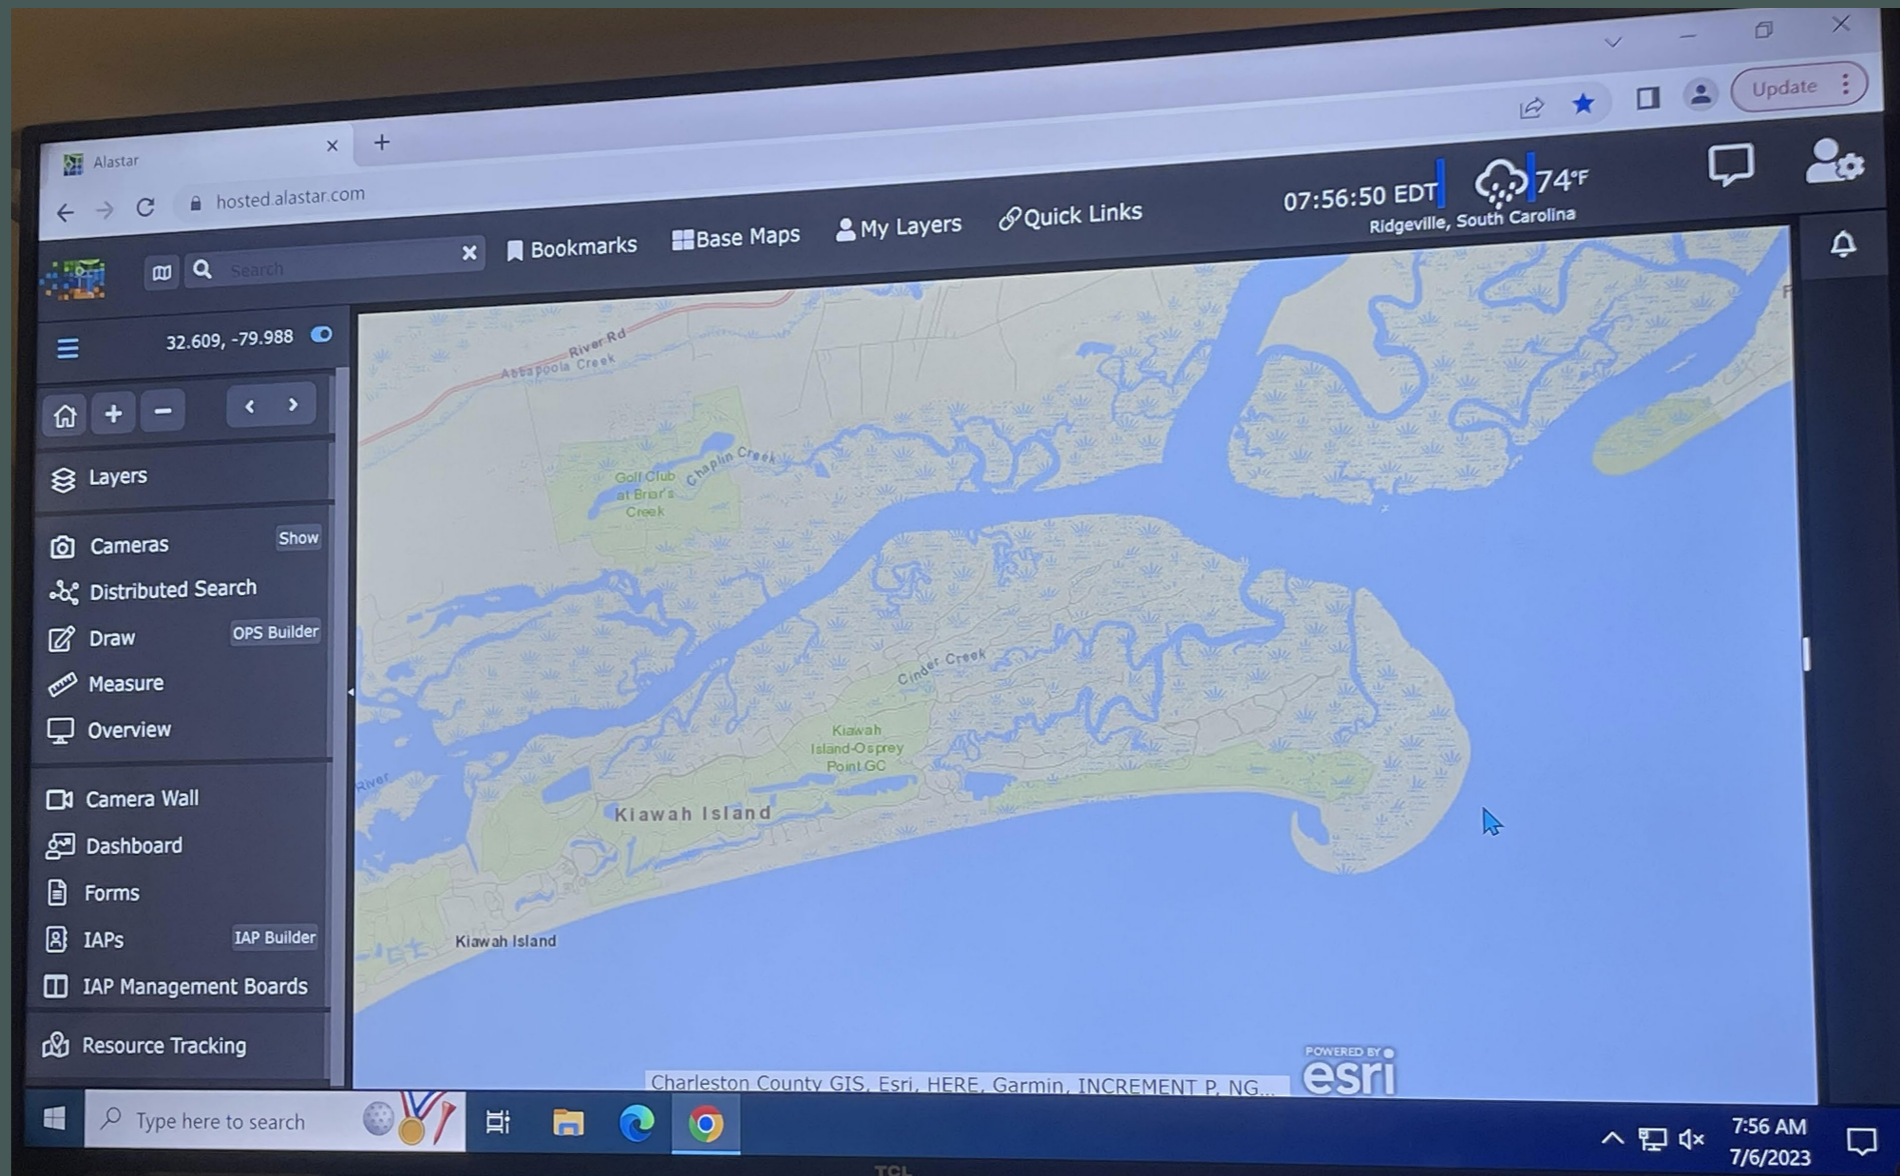 Alastar
Update
hosted.alastar.com
Search
Bookmarks
Base Maps
My Layers
Quick Links
07:56:50 EDT
74°F
Ridgeville, South Carolina
32.609, -79.988
Layers
Cameras
Show
Distributed Search
Draw
OPS Builder
Measure
Overview
Camera Wall
Dashboard
Forms
IAPs
IAP Builder
IAP Management Boards
Resource Tracking
River Rd
Abbapoola Creek
Golf Club
at Briar's
Creek
Chaplin Creek
Cinder Creek
Kiawah
Island-Osprey
Point GC
River
Kiawah Island
Kiawah Island
POWERED BY
esri
Charleston County GIS, Esri, HERE, Garmin, INCREMENT P, NG...
Type here to search
7:56 AM
7/6/2023
TCL